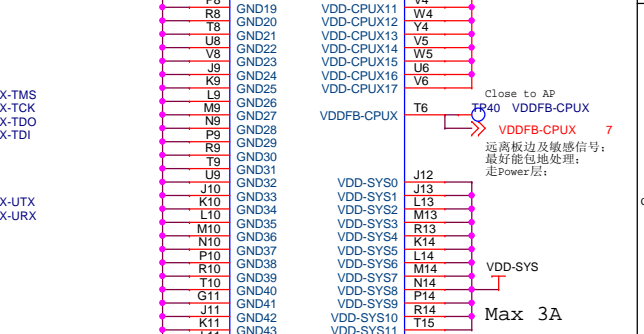 X-TMS
X-TCK
X-TDO
X-TDI
X-UTX
X-URX
P8 GND19
R8 GND20
T8 GND21
U8 GND22
V8 GND23
J9 GND24
K9 GND25
L9 GND26
M9 GND27
N9 GND28
P9 GND29
R9 GND30
T9 GND31
U9 GND32
J10 GND33
K10 GND34
L10 GND35
M10 GND36
N10 GND37
P10 GND38
R10 GND39
T10 GND40
G11 GND41
J11 GND42
K11 GND43
VDD-CPUX11 V4
VDD-CPUX12 W4
VDD-CPUX13 Y4
VDD-CPUX14 V5
VDD-CPUX15 W5
VDD-CPUX16 U6
VDD-CPUX17 V6
VDDFB-CPUX T6
Close to AP
TP40 VDDFB-CPUX
VDDFB-CPUX 7
远离板边及敏感信号;
最好能包地处理;
走Power层;
VDD-SYS0 J12
VDD-SYS1 J13
VDD-SYS2 L13
VDD-SYS3 M13
VDD-SYS4 R13
VDD-SYS5 K14
VDD-SYS6 L14
VDD-SYS7 M14
VDD-SYS8 N14
VDD-SYS9 P14
VDD-SYS10 R14
VDD-SYS11 T15
VDD-SYS
Max 3A